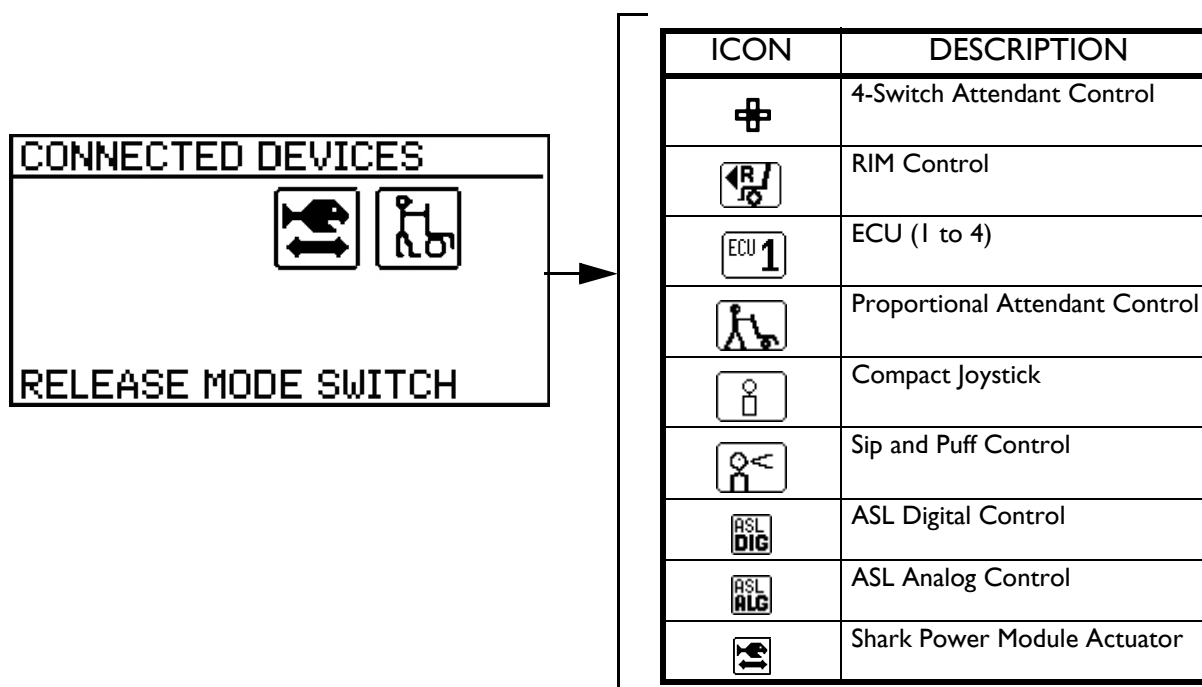 CONNECTED DEVICES
RELEASE MODE SWITCH
ICON DESCRIPTION
4-Switch Attendant Control
R RIM Control
ECU 1 ECU (1 to 4)
Proportional Attendant Control
Compact Joystick
Sip and Puff Control
ASL DIG ASL Digital Control
ASL ALG ASL Analog Control
Shark Power Module Actuator